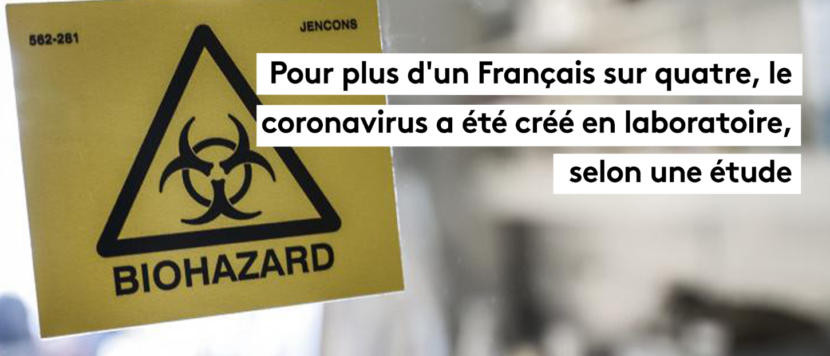 562-281
JENCONS
BIOHAZARD
Pour plus d'un Français sur quatre, le
coronavirus a été créé en laboratoire,
selon une étude